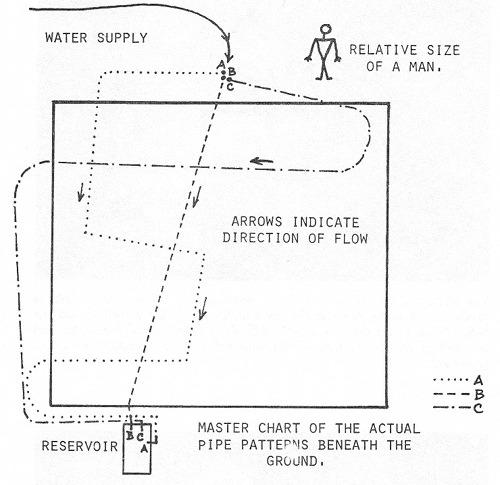 WATER SUPPLY
RELATIVE SIZE
OF A MAN.
A
B
C
ARROWS INDICATE
DIRECTION OF FLOW
A
B
C
B C
A
RESERVOIR
MASTER CHART OF THE ACTUAL
PIPE PATTERNS BENEATH THE
GROUND.